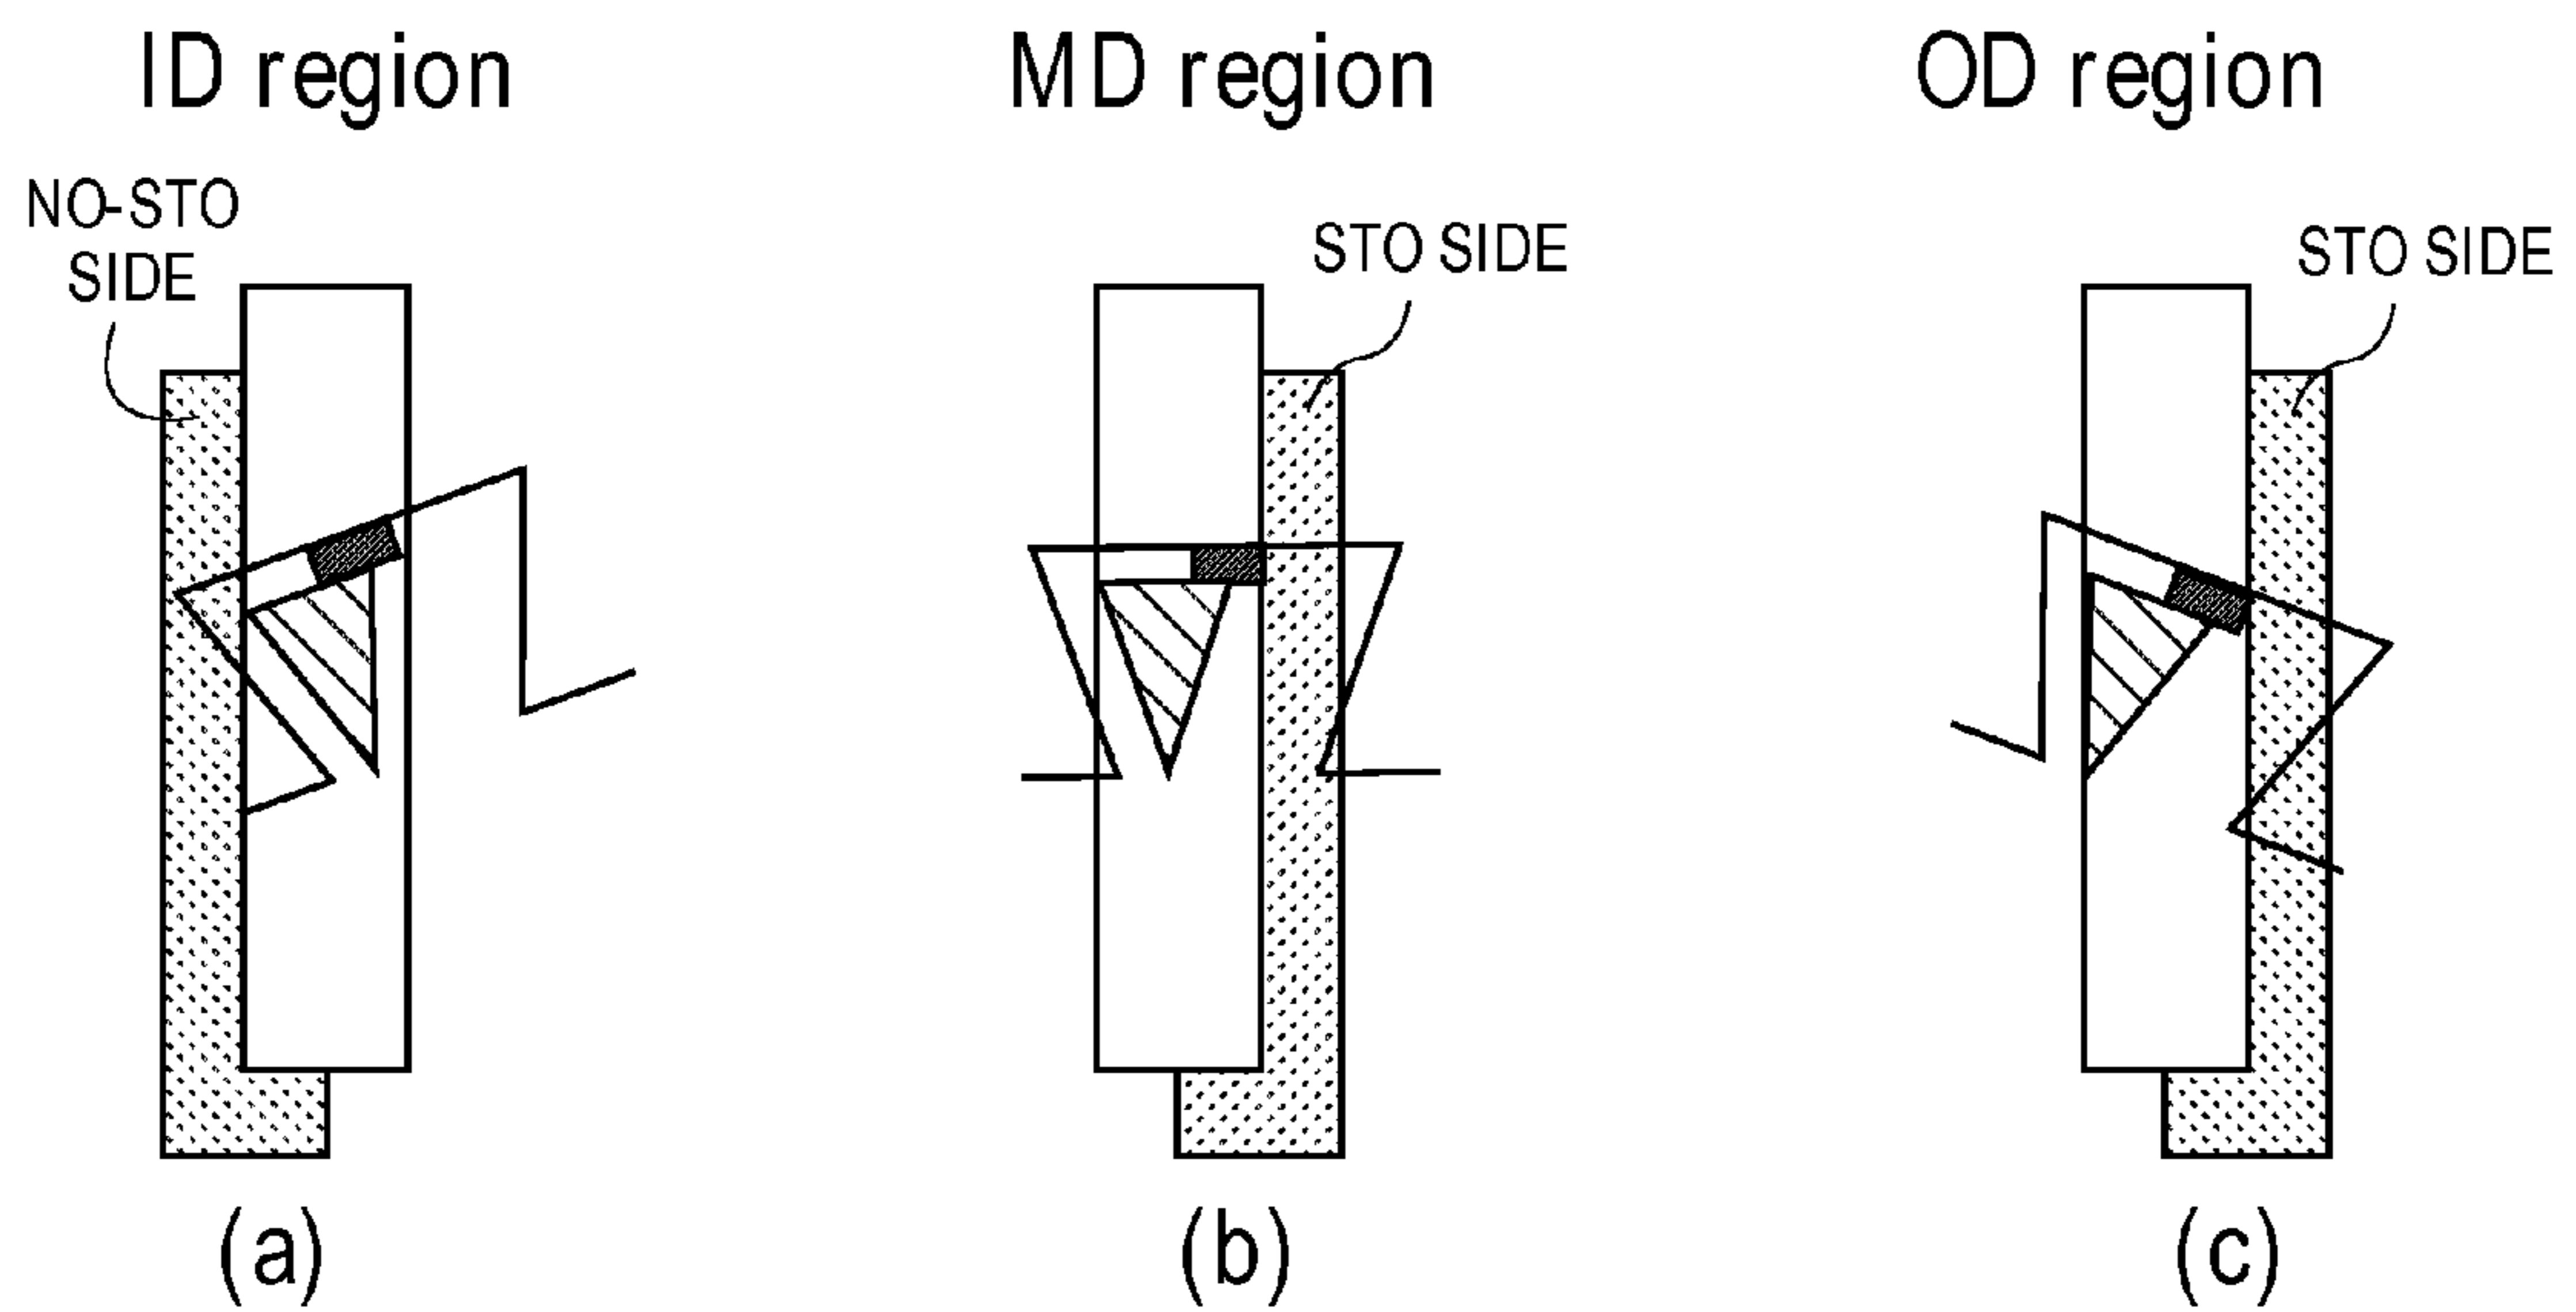 ID region
MD region
OD region
NO-STO
SIDE
STO SIDE
STO SIDE
(a)
(b)
(c)